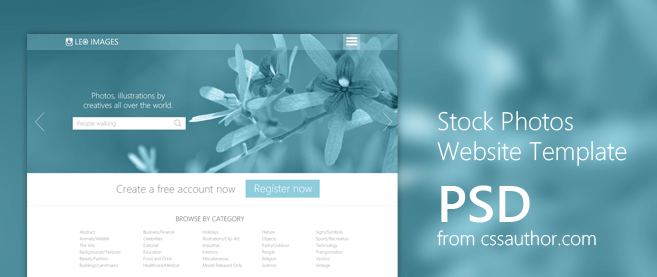 LEO IMAGES
Photos, illustrations by
creatives all over the world.
People walking
Create a free account now
Register now
BROWSE BY CATEGORY
Abstract
Animals/Wildlife
The Arts
Backgrounds/Textures
Beauty/Fashion
Buildings/Landmarks
Business/Finance
Celebrities
Editorial
Education
Food and Drink
Healthcare/Medical
Holidays
Illustrations/Clip-Art
Industrial
Interiors
Miscellaneous
Model Released Only
Nature
Objects
Parks/Outdoor
People
Religion
Science
Signs/Symbols
Sports/Recreation
Technology
Transportation
Vectors
Vintage
Stock Photos
Website Template
PSD
from cssauthor.com